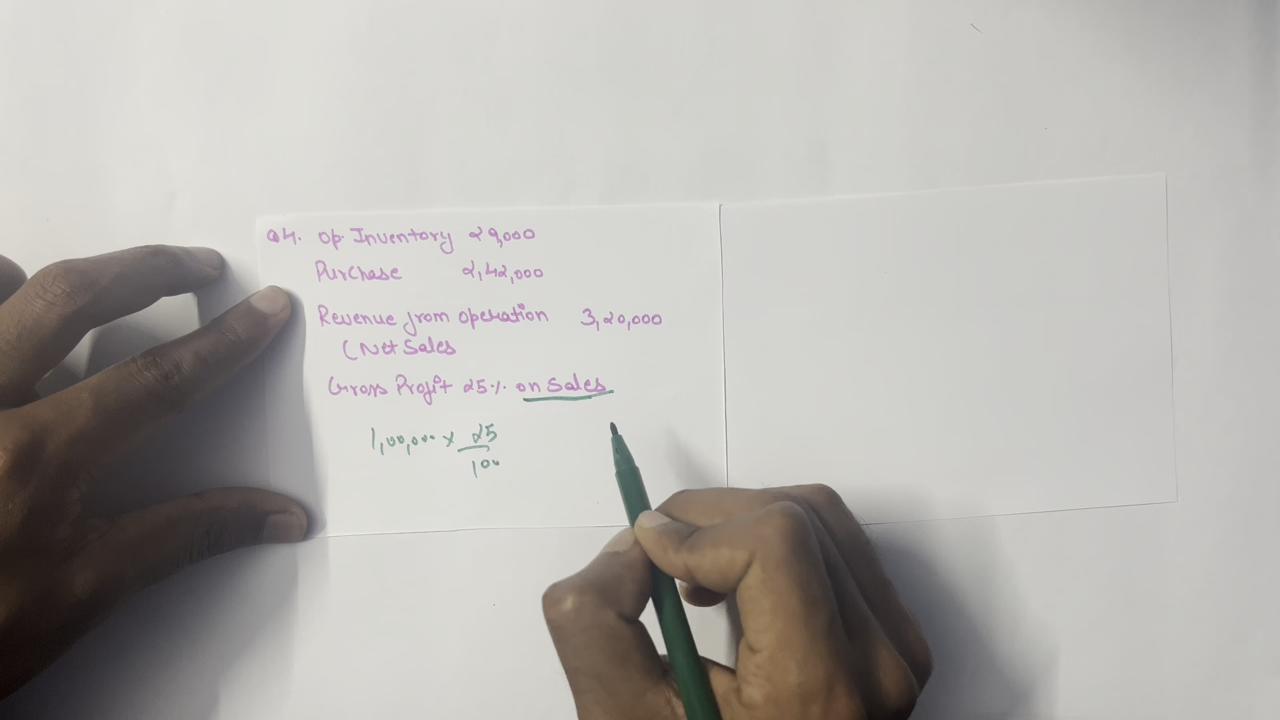 Q4. Op. Inventory 29,000
Purchase 2,42,000
Revenue from operation 3,20,000
(Net Sales
Gross Profit 25% on Sales
1,00,000 x 25
100